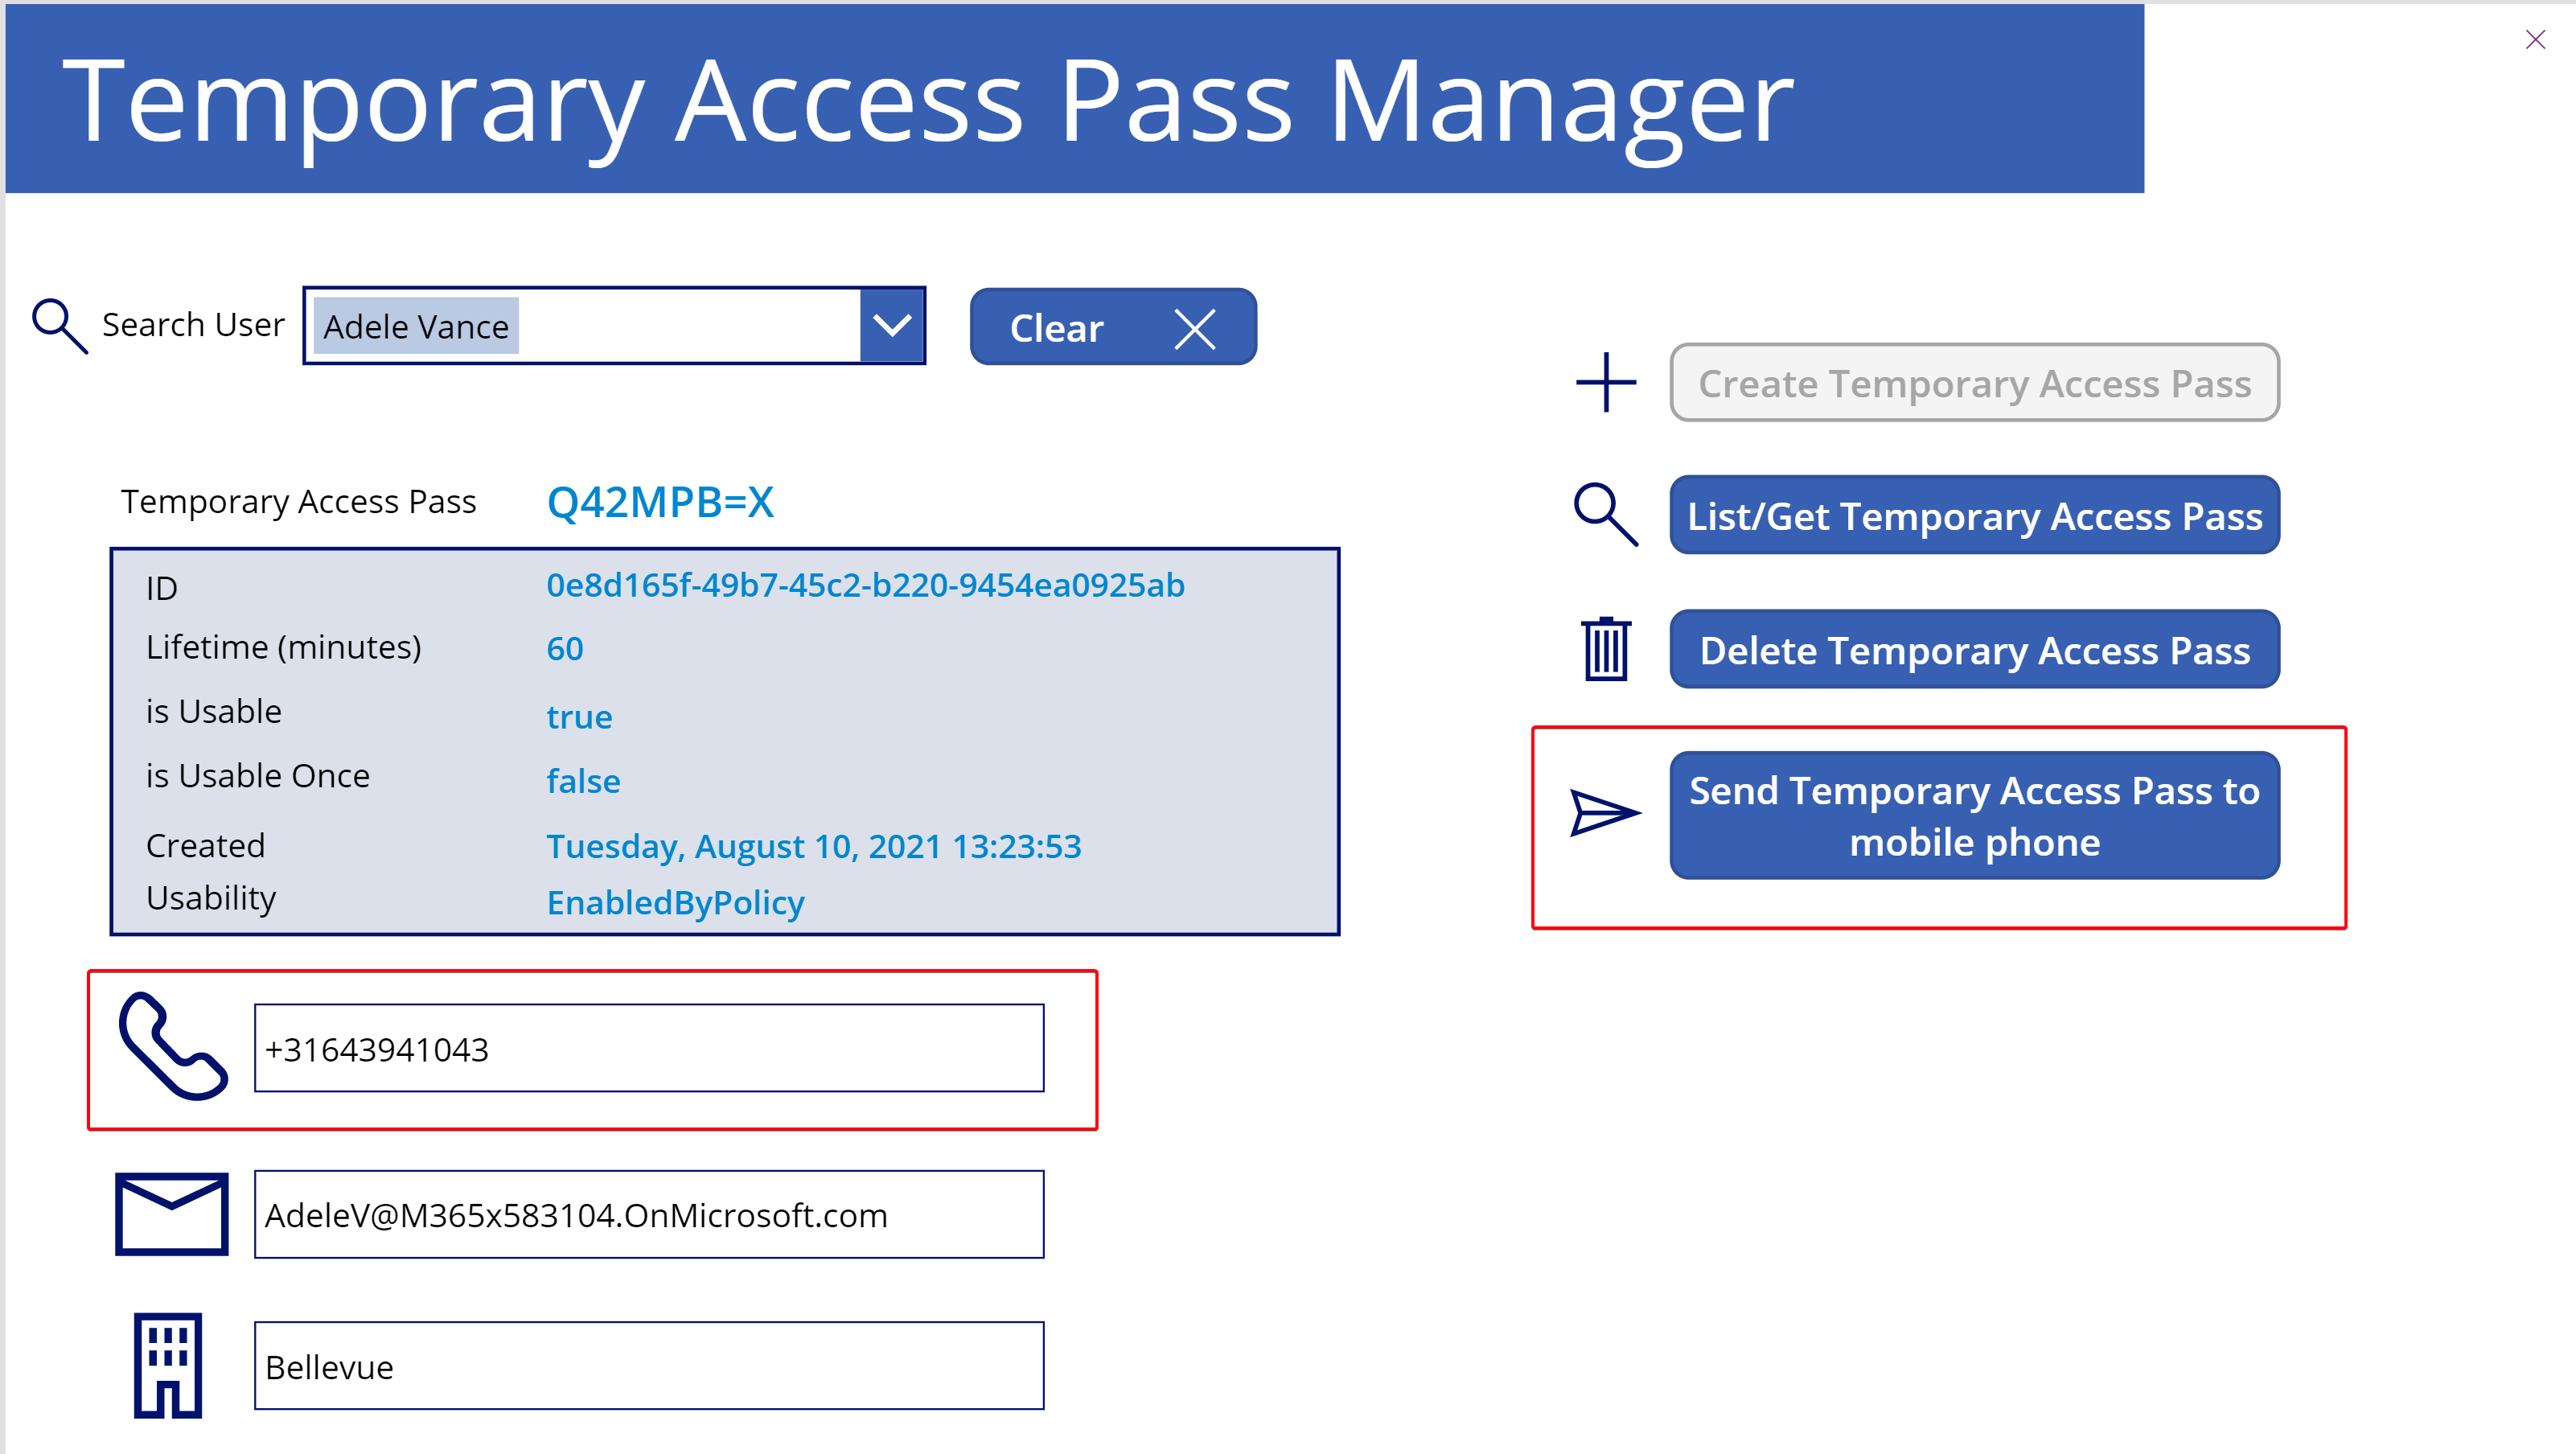 Temporary Access Pass Manager
Search User
Adele Vance
Clear
Temporary Access Pass
Q42MPB=X
ID
0e8d165f-49b7-45c2-b220-9454ea0925ab
Lifetime (minutes)
60
is Usable
true
is Usable Once
false
Created
Tuesday, August 10, 2021 13:23:53
Usability
EnabledByPolicy
+31643941043
AdeleV@M365x583104.OnMicrosoft.com
Bellevue
Create Temporary Access Pass
List/Get Temporary Access Pass
Delete Temporary Access Pass
Send Temporary Access Pass to
mobile phone